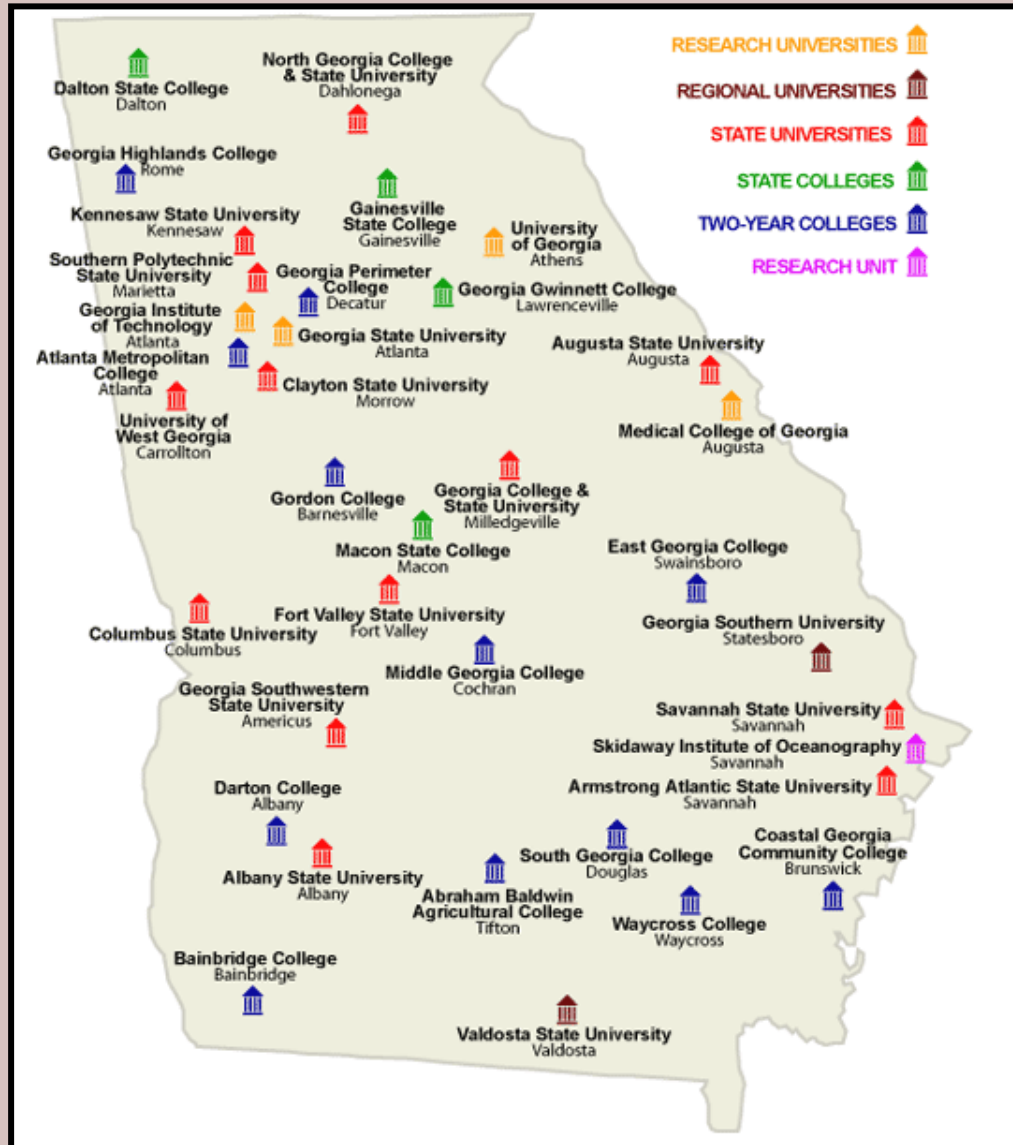 RESEARCH UNIVERSITIES
REGIONAL UNIVERSITIES
STATE UNIVERSITIES
STATE COLLEGES
TWO-YEAR COLLEGES
RESEARCH UNIT
Dalton State College
Dalton
North Georgia College
& State University
Dahlonega
Georgia Highlands College
Rome
Gainesville
State College
Gainesville
Kennesaw State University
Kennesaw
University
of Georgia
Athens
Southern Polytechnic
State University
Marietta
Georgia Perimeter
College
Decatur
Georgia Gwinnett College
Lawrenceville
Georgia Institute
of Technology
Atlanta
Georgia State University
Atlanta
Atlanta Metropolitan
College
Atlanta
Clayton State University
Morrow
Augusta State University
Augusta
University of
West Georgia
Carrollton
Medical College of Georgia
Augusta
Gordon College
Barnesville
Georgia College &
State University
Milledgeville
Macon State College
Macon
East Georgia College
Swainsboro
Fort Valley State University
Fort Valley
Columbus State University
Columbus
Georgia Southern University
Statesboro
Middle Georgia College
Cochran
Georgia Southwestern
State University
Americus
Savannah State University
Savannah
Skidaway Institute of Oceanography
Savannah
Armstrong Atlantic State University
Savannah
Darton College
Albany
Albany State University
Albany
South Georgia College
Douglas
Coastal Georgia
Community College
Brunswick
Abraham Baldwin
Agricultural College
Tifton
Waycross College
Waycross
Bainbridge College
Bainbridge
Valdosta State University
Valdosta